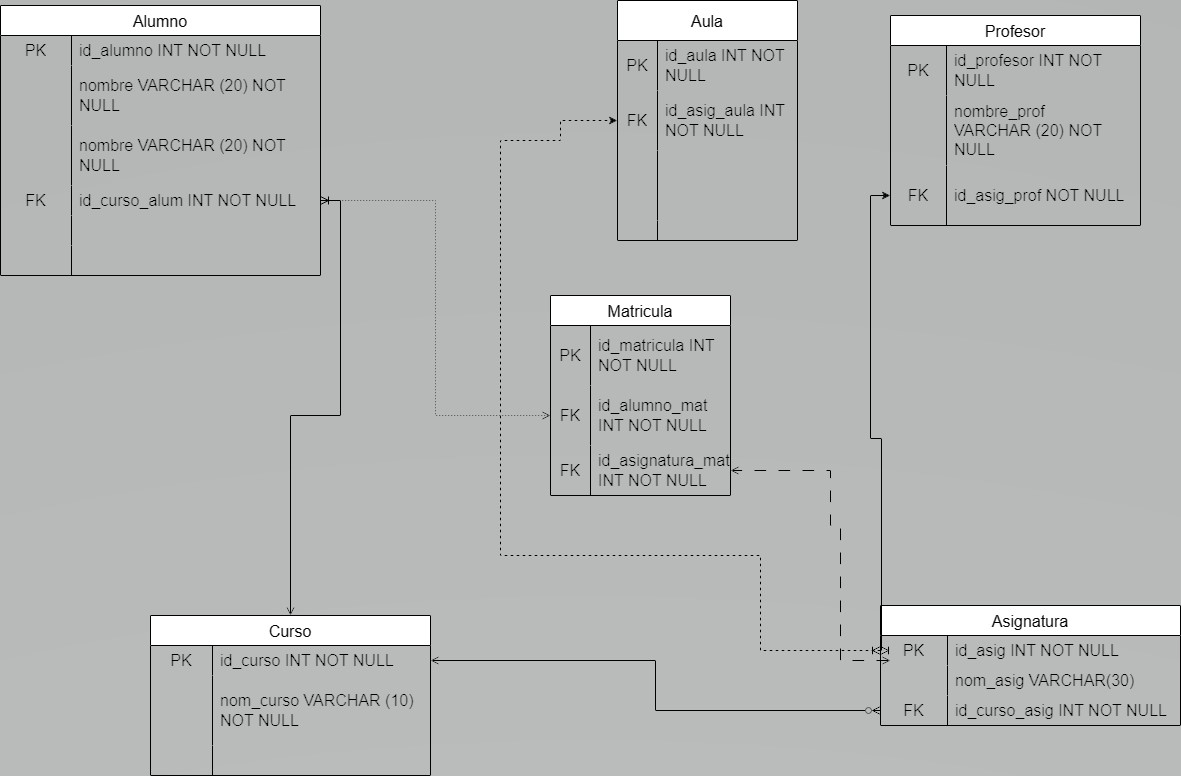 Alumno
PK
id_alumno INT NOT NULL
nombre VARCHAR (20) NOT
NULL
nombre VARCHAR (20) NOT
NULL
FK
id_curso_alum INT NOT NULL
Aula
PK
id_aula INT NOT
NULL
FK
id_asig_aula INT
NOT NULL
Profesor
PK
id_profesor INT NOT
NULL
nombre_prof
VARCHAR (20) NOT
NULL
FK
id_asig_prof NOT NULL
Matricula
PK
id_matricula INT
NOT NULL
FK
id_alumno_mat
INT NOT NULL
FK
id_asignatura_mat
INT NOT NULL
Curso
PK
id_curso INT NOT NULL
nom_curso VARCHAR (10)
NOT NULL
Asignatura
PK
id_asig INT NOT NULL
nom_asig VARCHAR(30)
FK
id_curso_asig INT NOT NULL